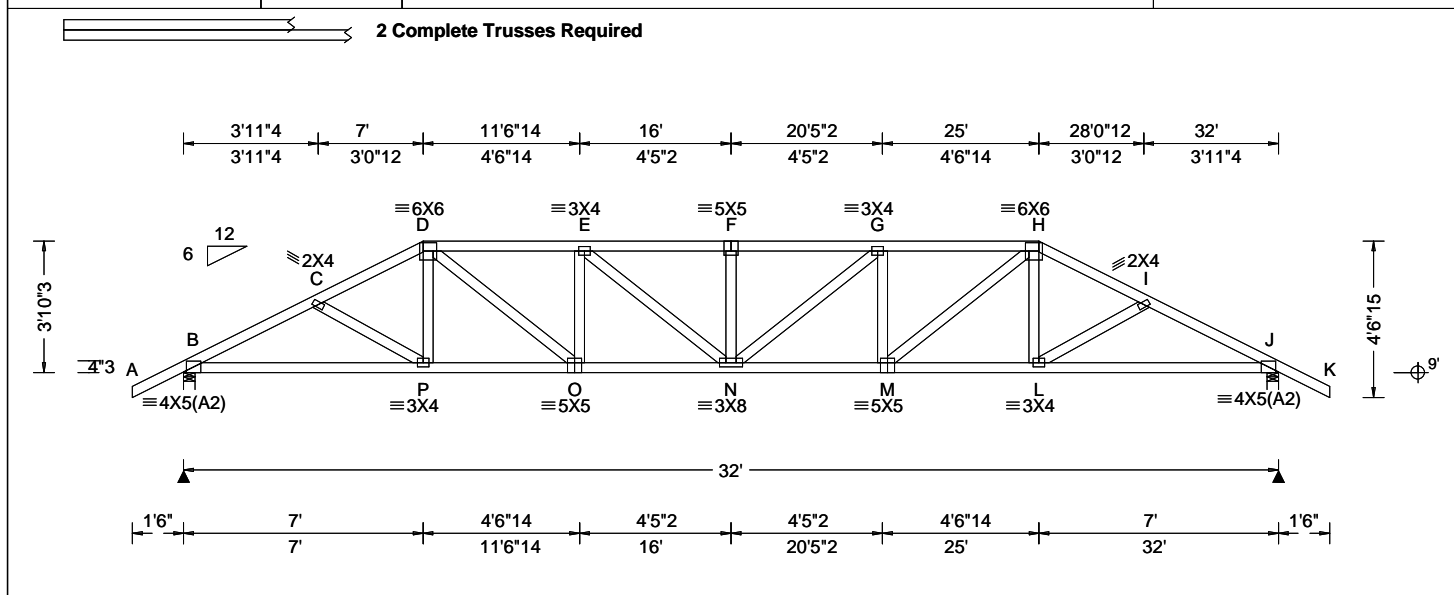 2 Complete Trusses Required
3'11"4 7' 11'6"14 16' 20'5"2 25' 28'0"12 32'
3'11"4 3'0"12 4'6"14 4'5"2 4'5"2 4'6"14 3'0"12 3'11"4
≡6X6 ≡3X4 ≡5X5 ≡3X4 ≡6X6
D E F G H
12
6
2X4 2X4
C I
3'10"3 4'6"15
B J
4"3 A K 9'
≡4X5(A2) P O N M L ≡4X5(A2)
≡3X4 ≡5X5 ≡3X8 ≡5X5 ≡3X4
32'
1'6" 7' 4'6"14 4'5"2 4'5"2 4'6"14 7' 1'6"
7' 11'6"14 16' 20'5"2 25' 32'